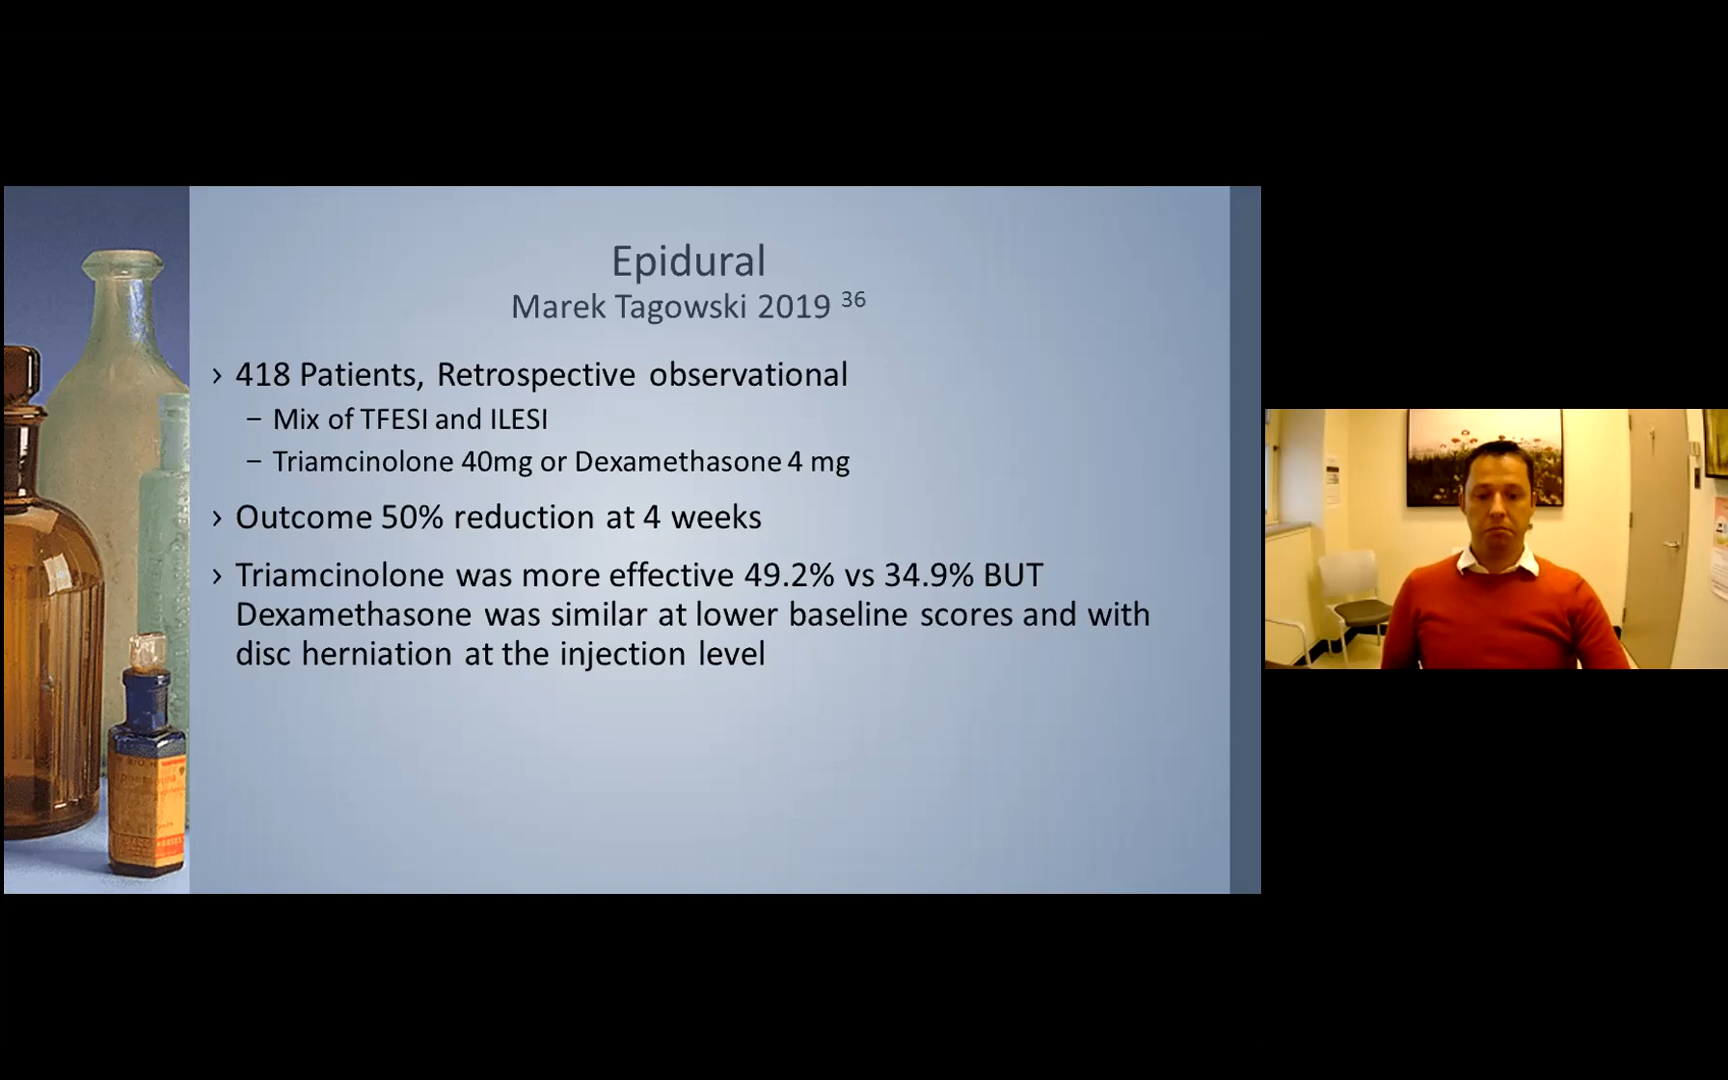 Epidural
Marek Tagowski 2019 36
› 418 Patients, Retrospective observational
– Mix of TFESI and ILESI
– Triamcinolone 40mg or Dexamethasone 4 mg
› Outcome 50% reduction at 4 weeks
› Triamcinolone was more effective 49.2% vs 34.9% BUT
Dexamethasone was similar at lower baseline scores and with
disc herniation at the injection level